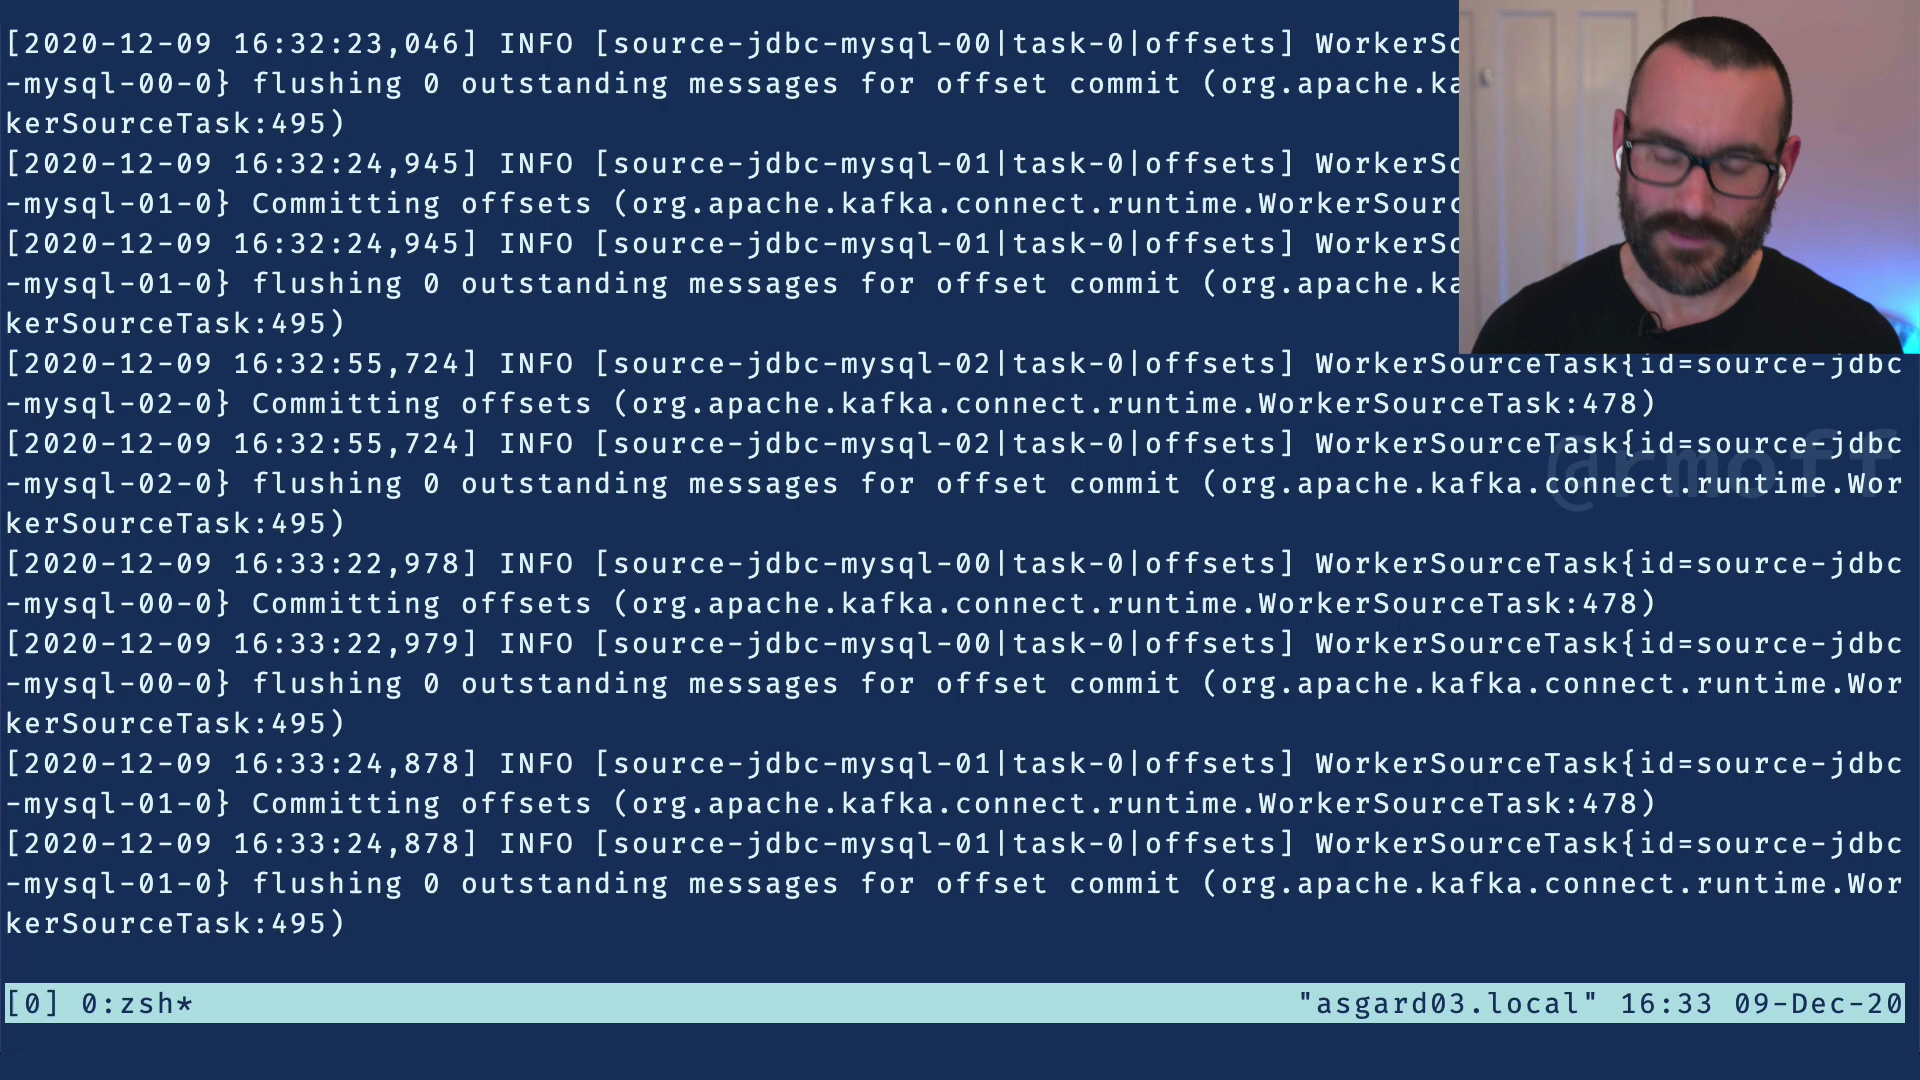 [2020-12-09 16:32:23,046] INFO [source-jdbc-mysql-00|task-0|offsets] WorkerSo
-mysql-00-0} flushing 0 outstanding messages for offset commit (org.apache.ka
kerSourceTask:495)
[2020-12-09 16:32:24,945] INFO [source-jdbc-mysql-01|task-0|offsets] WorkerSo
-mysql-01-0} Committing offsets (org.apache.kafka.connect.runtime.WorkerSourc
[2020-12-09 16:32:24,945] INFO [source-jdbc-mysql-01|task-0|offsets] WorkerSo
-mysql-01-0} flushing 0 outstanding messages for offset commit (org.apache.ka
kerSourceTask:495)
[2020-12-09 16:32:55,724] INFO [source-jdbc-mysql-02|task-0|offsets] WorkerSourceTask{id=source-jdbc
-mysql-02-0} Committing offsets (org.apache.kafka.connect.runtime.WorkerSourceTask:478)
[2020-12-09 16:32:55,724] INFO [source-jdbc-mysql-02|task-0|offsets] WorkerSourceTask{id=source-jdbc
@rmoff
-mysql-02-0} flushing 0 outstanding messages for offset commit (org.apache.kafka.connect.runtime.Wor
kerSourceTask:495)
[2020-12-09 16:33:22,978] INFO [source-jdbc-mysql-00|task-0|offsets] WorkerSourceTask{id=source-jdbc
-mysql-00-0} Committing offsets (org.apache.kafka.connect.runtime.WorkerSourceTask:478)
[2020-12-09 16:33:22,979] INFO [source-jdbc-mysql-00|task-0|offsets] WorkerSourceTask{id=source-jdbc
-mysql-00-0} flushing 0 outstanding messages for offset commit (org.apache.kafka.connect.runtime.Wor
kerSourceTask:495)
[2020-12-09 16:33:24,878] INFO [source-jdbc-mysql-01|task-0|offsets] WorkerSourceTask{id=source-jdbc
-mysql-01-0} Committing offsets (org.apache.kafka.connect.runtime.WorkerSourceTask:478)
[2020-12-09 16:33:24,878] INFO [source-jdbc-mysql-01|task-0|offsets] WorkerSourceTask{id=source-jdbc
-mysql-01-0} flushing 0 outstanding messages for offset commit (org.apache.kafka.connect.runtime.Wor
kerSourceTask:495)
[0] 0:zsh* "asgard03.local" 16:33 09-Dec-20